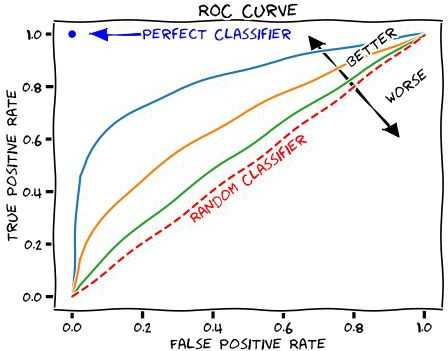 ROC CURVE
PERFECT CLASSIFIER
BETTER
WORSE
RANDOM CLASSIFIER
TRUE POSITIVE RATE
1.0
0.8
0.6
0.4
0.2
0.0
0.0 0.2 0.4 0.6 0.8 1.0
FALSE POSITIVE RATE